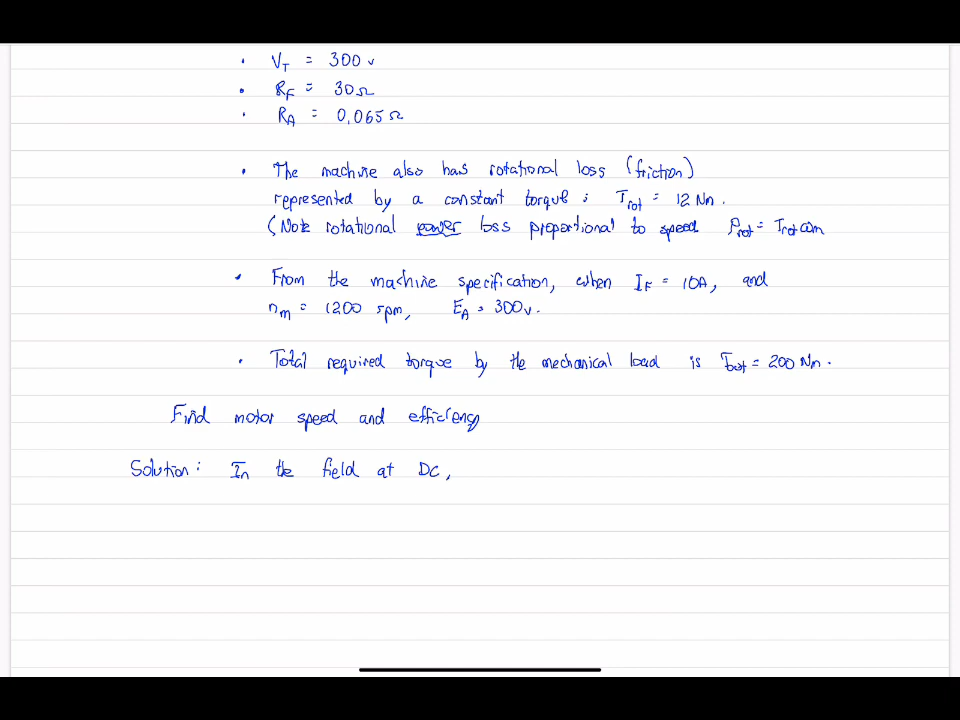 • V_T = 300 v
• R_F = 30Ω
• R_A = 0.065Ω
• The machine also has rotational loss (friction)
represented by a constant torque : T_rot = 12 Nm.
(Note rotational power loss proportional to speed P_rot = T_rot ωm
• From the machine specification, when I_F = 10A, and
n_m = 1200 rpm, E_A = 300v.
• Total required torque by the mechanical load is T_out = 200 Nm.
Find motor speed and efficiency
Solution: In the field at DC,